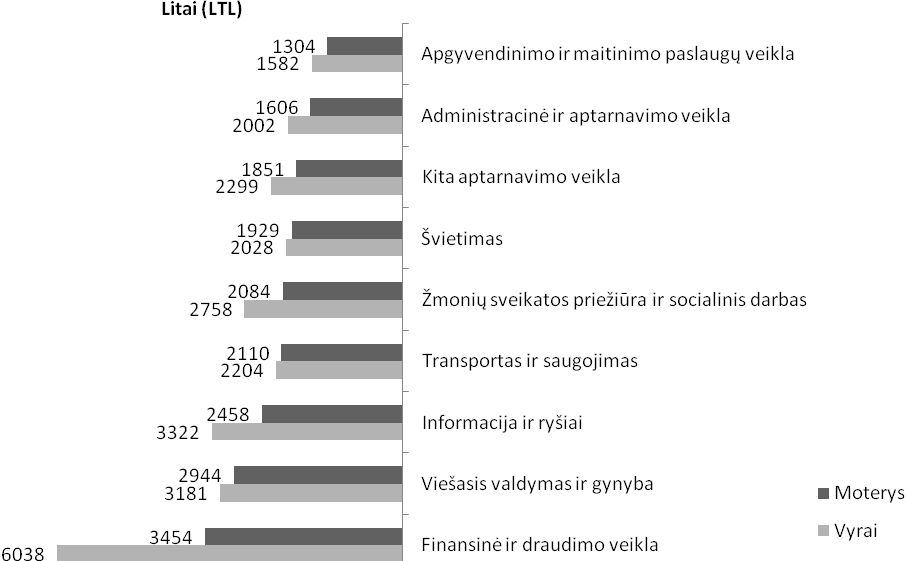 Litai (LTL)
1304
1582
Apgyvendinimo ir maitinimo paslaugų veikla
1606
2002
Administracinė ir aptarnavimo veikla
1851
2299
Kita aptarnavimo veikla
1929
2028
Švietimas
2084
2758
Žmonių sveikatos priežiūra ir socialinis darbas
2110
2204
Transportas ir saugojimas
2458
3322
Informacija ir ryšiai
2944
3181
Viešasis valdymas ir gynyba
3454
6038
Finansinė ir draudimo veikla
Moterys
Vyrai